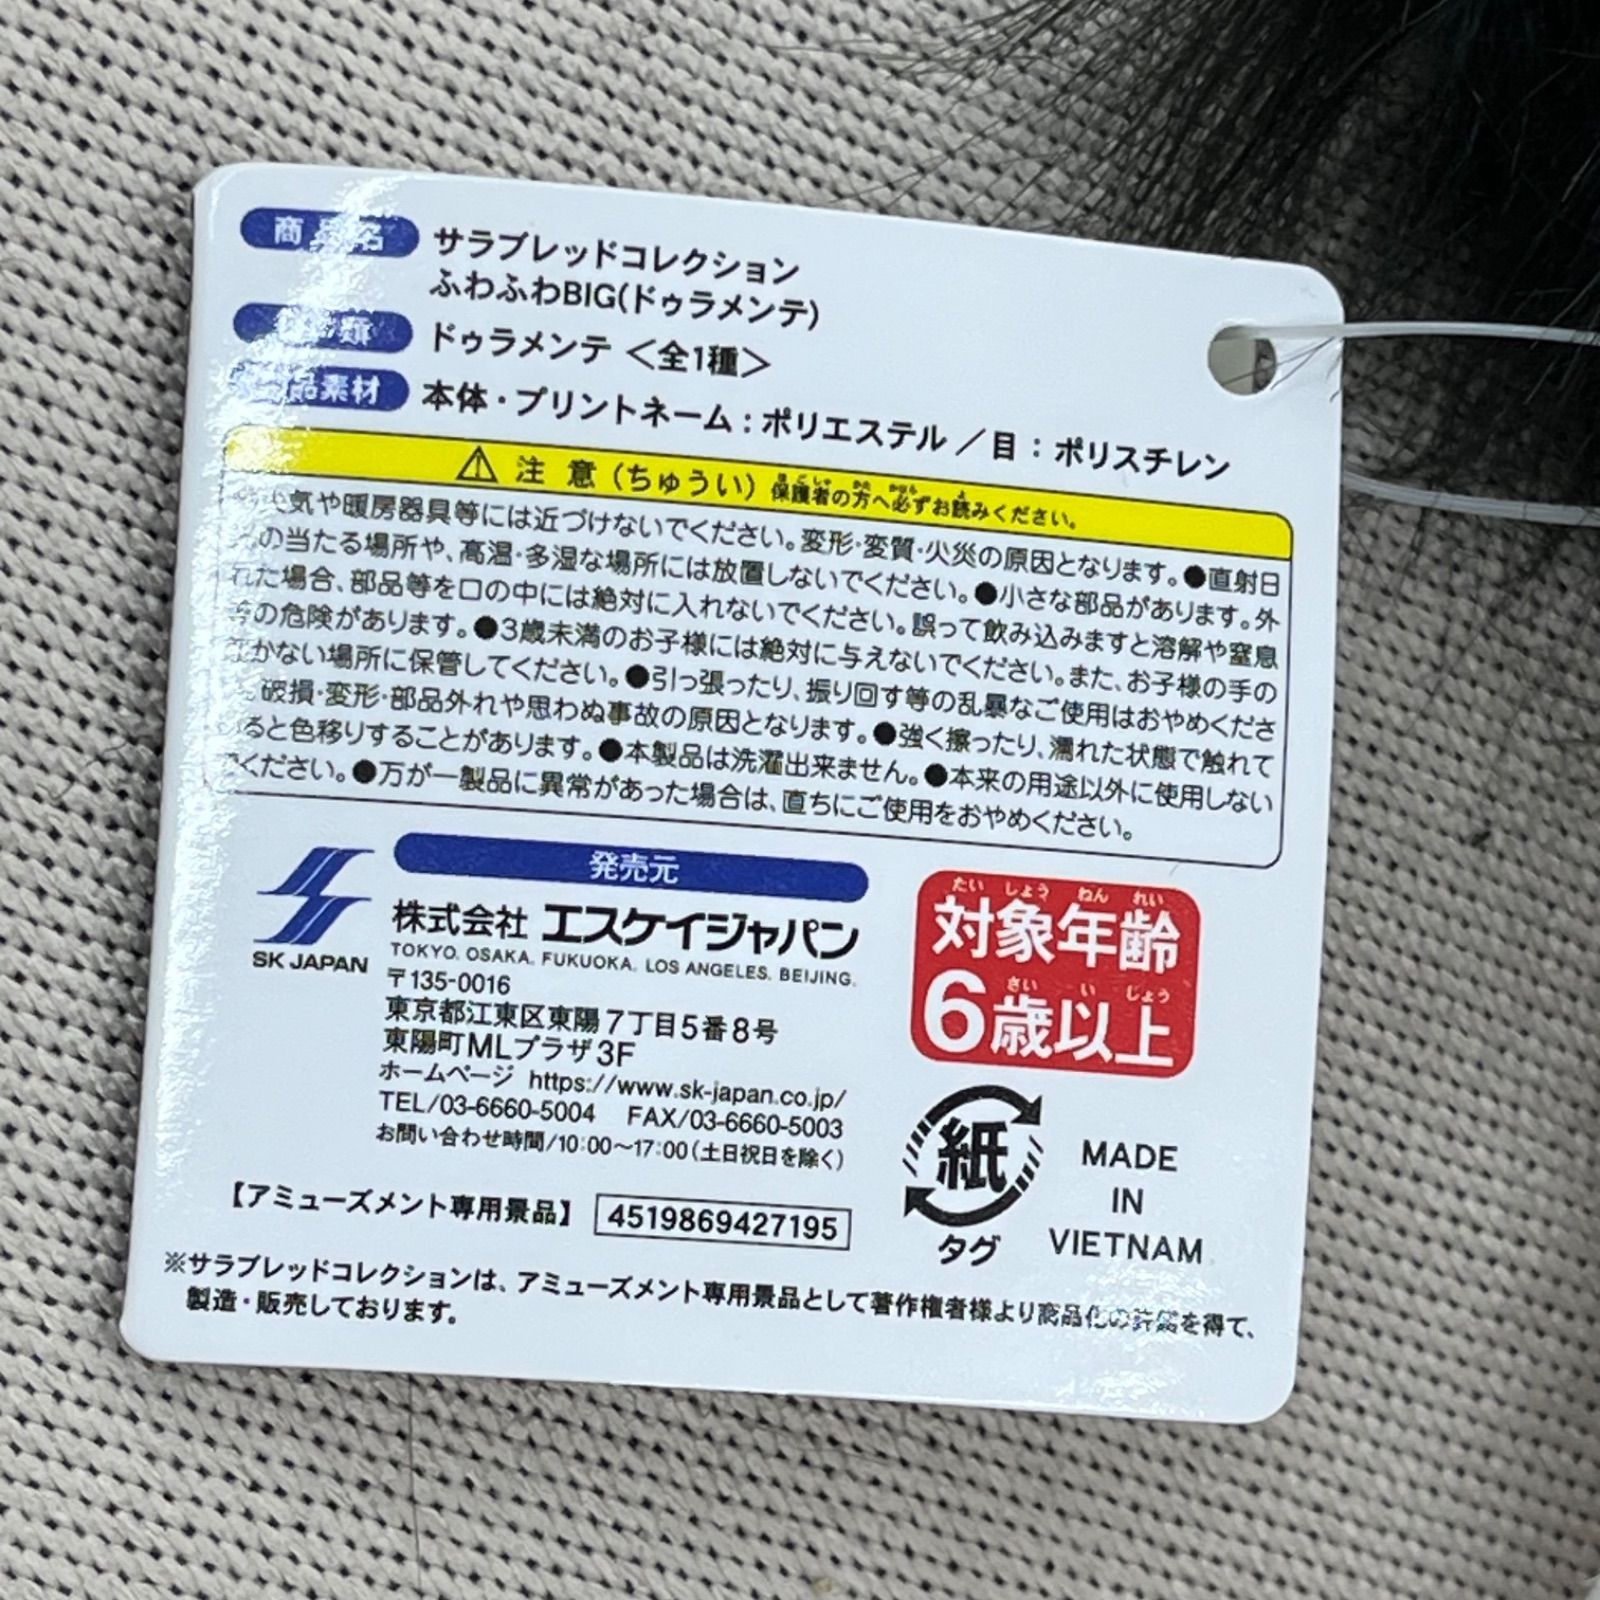 商品名 サラブレッドコレクション
ふわふわBIG(ドゥラメンテ)
類 ドゥラメンテ <全1種>
品素材 本体・プリントネーム:ポリエステル/目:ポリスチレン
⚠ 注意(ちゅうい)保護者の方へ必ずお読みください。
火気や暖房器具等には近づけないでください。変形・変質・火災の原因となります。●直射日
の当たる場所や、高温・多湿な場所には放置しないでください。●小さな部品があります。外
れた場合、部品等を口の中には絶対に入れないでください。誤って飲み込みますと溶解や窒息
の危険があります。●3歳未満のお子様には絶対に与えないでください。また、お子様の手の
かない場所に保管してください。●引っ張ったり、振り回す等の乱暴なご使用はおやめくださ
破損・変形・部品外れや思わぬ事故の原因となります。●強く擦ったり、濡れた状態で触れて
ると色移りすることがあります。●本製品は洗濯出来ません。●本来の用途以外に使用しない
ください。●万が一製品に異常があった場合は、直ちにご使用をおやめください。
発売元
SK JAPAN
株式会社 エスケイジャパン
TOKYO. OSAKA. FUKUOKA. LOS ANGELES. BEIJING.
〒135-0016
東京都江東区東陽7丁目5番8号
東陽町MLプラザ3F
ホームページ https://www.sk-japan.co.jp/
TEL/03-6660-5004 FAX/03-6660-5003
お問い合わせ時間/10:00〜17:00(土日祝日を除く)
たいしょうねんれい
対象年齢
さいいじょう
6歳以上
紙
タグ
MADE
IN
VIETNAM
【アミューズメント専用景品】 4519869427195
※サラブレッドコレクションは、アミューズメント専用景品として著作権者様より商品化の許諾を得て、
製造・販売しております。